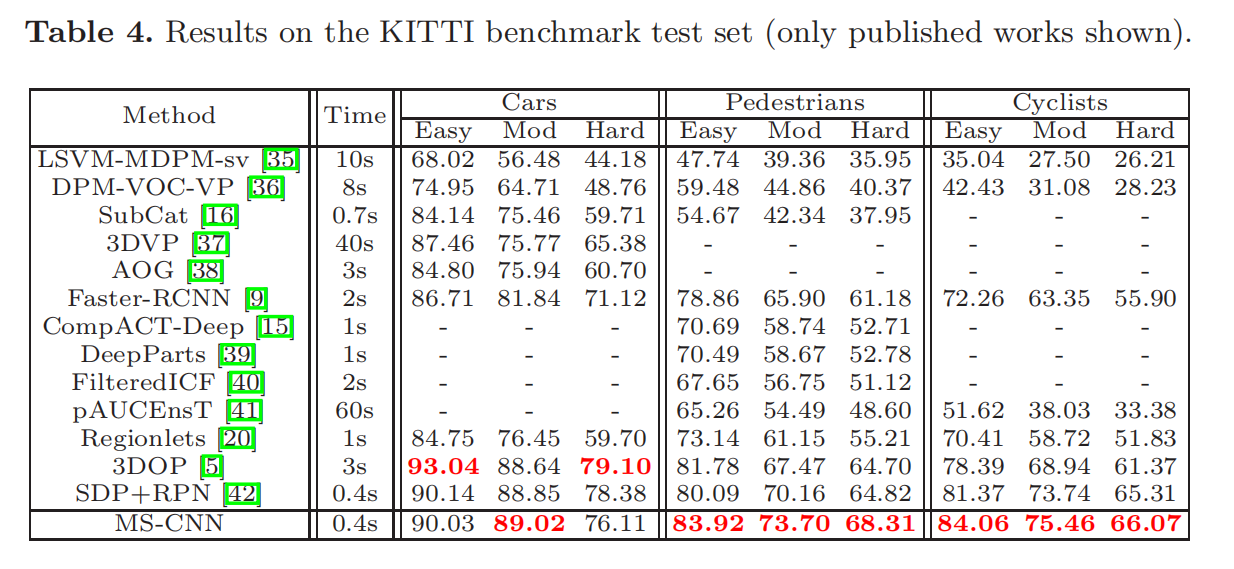 Table 4. Results on the KITTI benchmark test set (only published works shown).
Method Time Cars Pedestrians Cyclists
Easy Mod Hard Easy Mod Hard Easy Mod Hard
LSVM-MDPM-sv [35] 10s 68.02 56.48 44.18 47.74 39.36 35.95 35.04 27.50 26.21
DPM-VOC-VP [36] 8s 74.95 64.71 48.76 59.48 44.86 40.37 42.43 31.08 28.23
SubCat [16] 0.7s 84.14 75.46 59.71 54.67 42.34 37.95 - - -
3DVP [37] 40s 87.46 75.77 65.38 - - - - - -
AOG [38] 3s 84.80 75.94 60.70 - - - - - -
Faster-RCNN [9] 2s 86.71 81.84 71.12 78.86 65.90 61.18 72.26 63.35 55.90
CompACT-Deep [15] 1s - - - 70.69 58.74 52.71 - - -
DeepParts [39] 1s - - - 70.49 58.67 52.78 - - -
FilteredICF [40] 2s - - - 67.65 56.75 51.12 - - -
pAUCEnsT [41] 60s - - - 65.26 54.49 48.60 51.62 38.03 33.38
Regionlets [20] 1s 84.75 76.45 59.70 73.14 61.15 55.21 70.41 58.72 51.83
3DOP [5] 3s 93.04 88.64 79.10 81.78 67.47 64.70 78.39 68.94 61.37
SDP+RPN [42] 0.4s 90.14 88.85 78.38 80.09 70.16 64.82 81.37 73.74 65.31
MS-CNN 0.4s 90.03 89.02 76.11 83.92 73.70 68.31 84.06 75.46 66.07